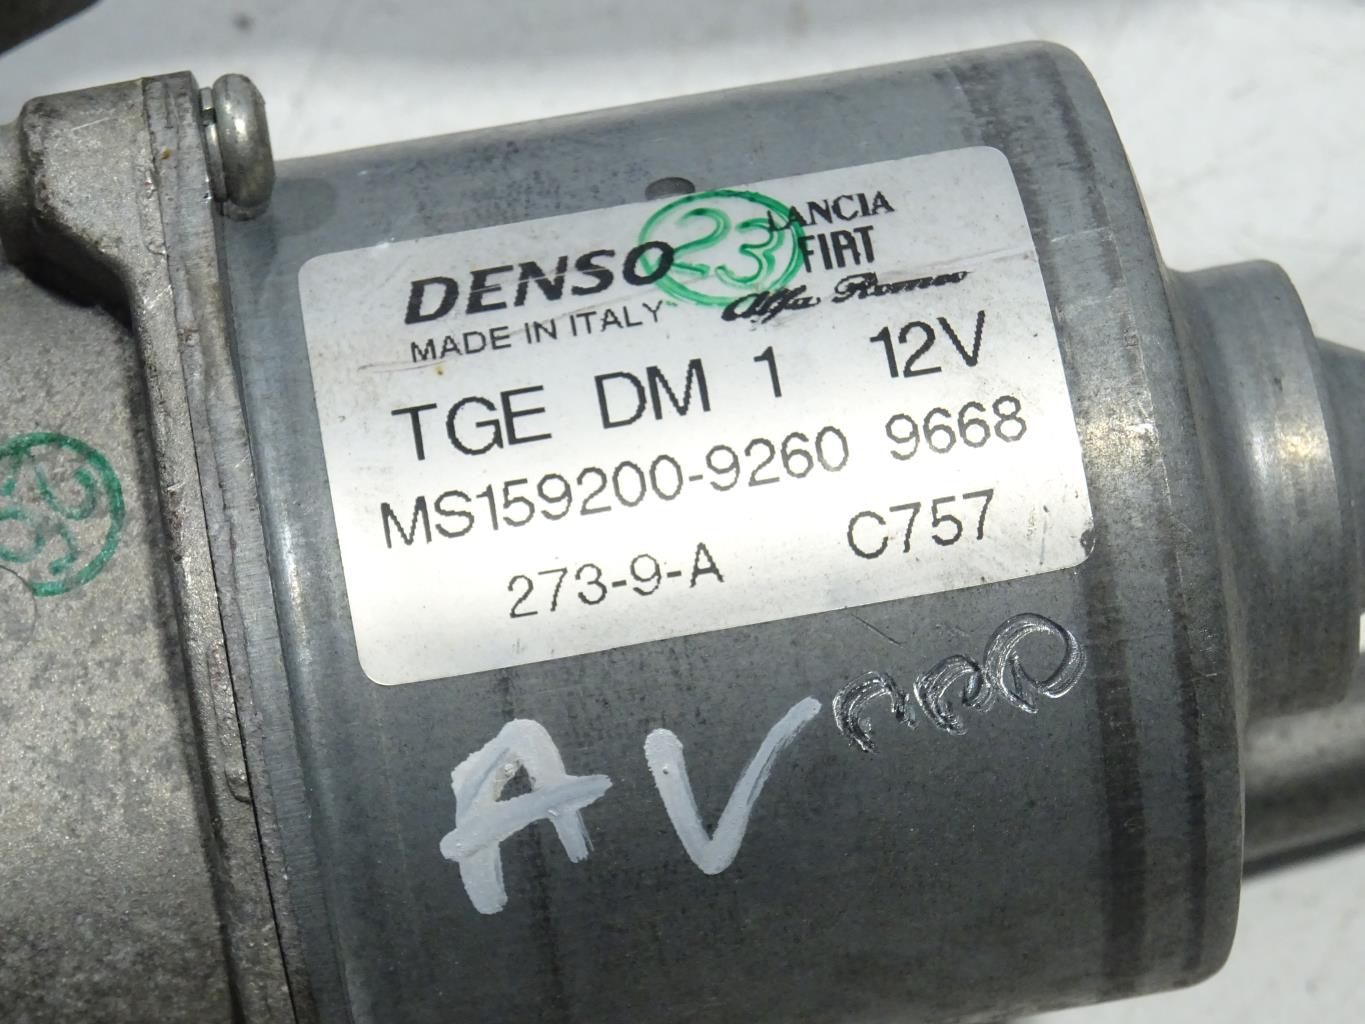 DENSO
MADE IN ITALY
23
LANCIA
FIAT
Alfa Romeo
TGE DM 1 12V
MS159200-9260 9668
273-9-A C757
AV